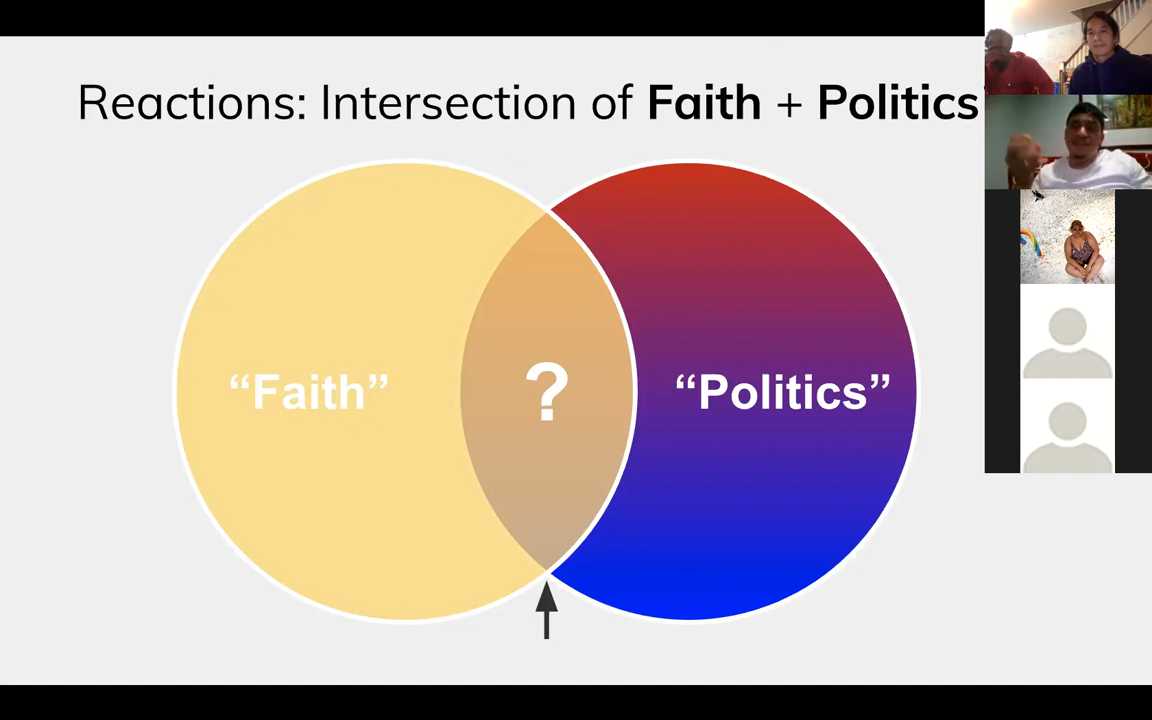 Reactions: Intersection of Faith + Politics
“Faith”
?
“Politics”